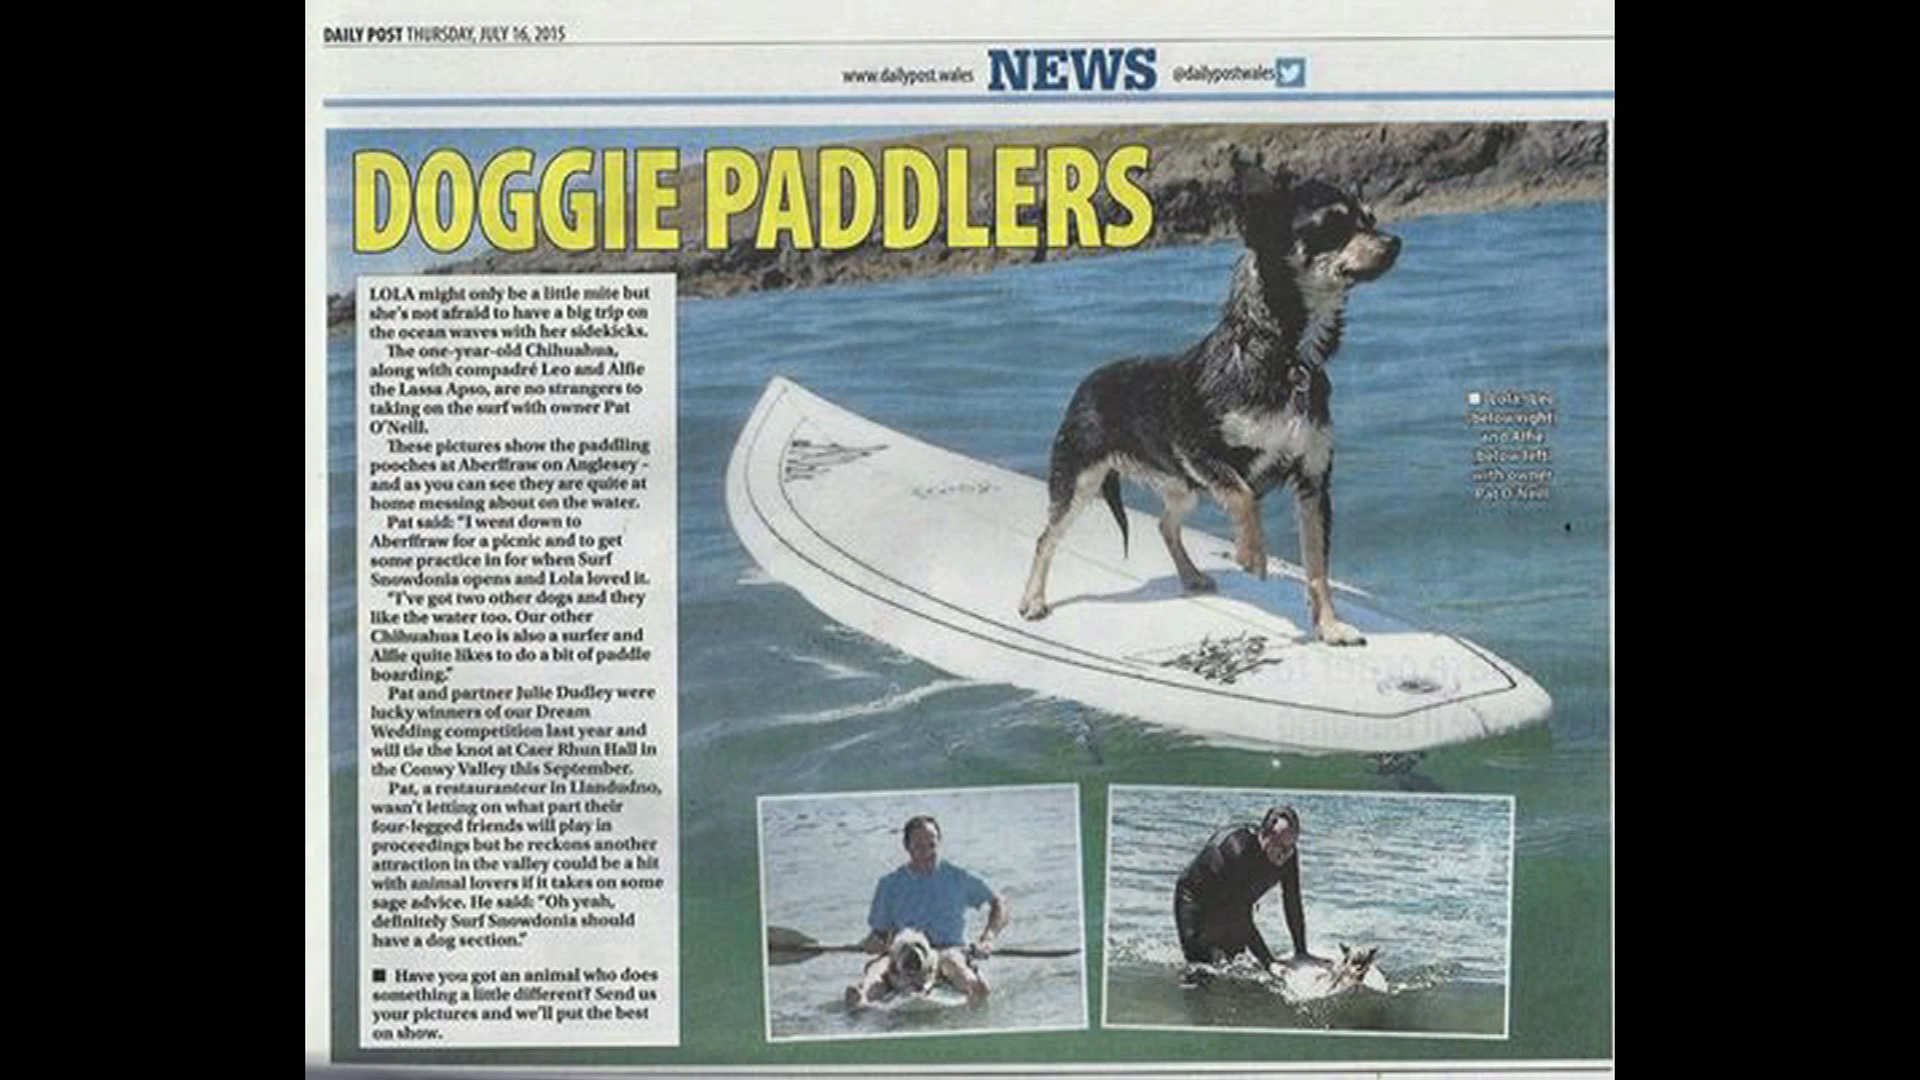 DAILY POST THURSDAY, JULY 16, 2015
www.dailypost.wales NEWS @dailypostwales
DOGGIE PADDLERS
LOLA might only be a little mite but
she's not afraid to have a big trip on
the ocean waves with her sidekicks.
The one-year-old Chihuahua,
along with compadré Leo and Alfie
the Lassa Apso, are no strangers to
taking on the surf with owner Pat
O'Neill.
These pictures show the paddling
pooches at Aberffraw on Anglesey –
and as you can see they are quite at
home messing about on the water.
Pat said: "I went down to
Aberffraw for a picnic and to get
some practice in for when Surf
Snowdonia opens and Lola loved it.
"I've got two other dogs and they
like the water too. Our other
Chihuahua Leo is also a surfer and
Alfie quite likes to do a bit of paddle
boarding."
Pat and partner Julie Dudley were
lucky winners of our Dream
Wedding competition last year and
will tie the knot at Caer Rhun Hall in
the Conwy Valley this September.
Pat, a restauranteur in Llandudno,
wasn't letting on what part their
four-legged friends will play in
proceedings but he reckons another
attraction in the valley could be a hit
with animal lovers if it takes on some
sage advice. He said: "Oh yeah,
definitely Surf Snowdonia should
have a dog section."
■ Have you got an animal who does
something a little different? Send us
your pictures and we'll put the best
on show.
■ Lola, Leo
(below right)
and Alfie
(below left)
with owner
Pat O'Neill